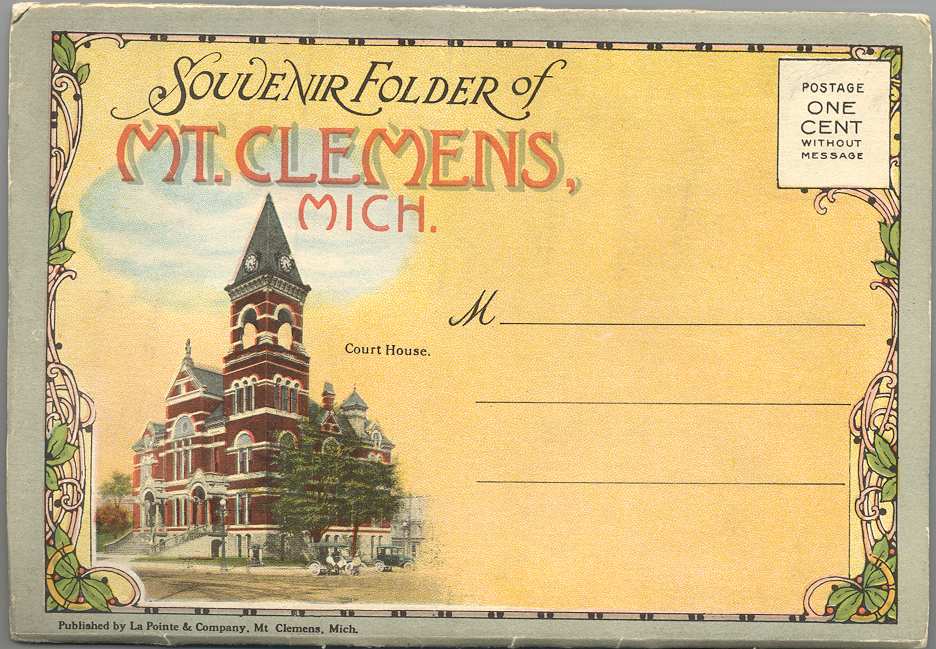 Souvenir Folder of
Mt. Clemens,
Mich.
POSTAGE
ONE
CENT
WITHOUT
MESSAGE
M
Court House.
Published by La Pointe & Company, Mt Clemens, Mich.